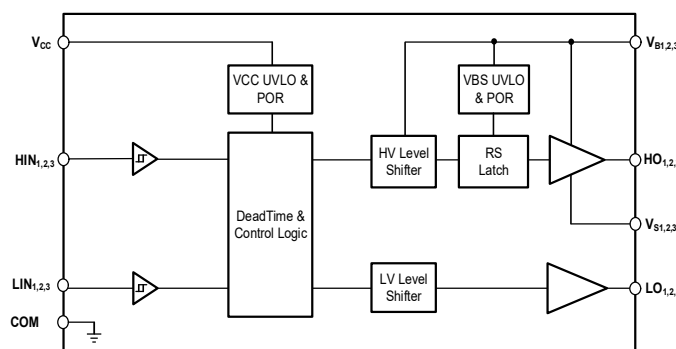 VCC
VB1,2,3
VCC UVLO &
POR
VBS UVLO
& POR
HIN1,2,3
HV Level
Shifter
RS
Latch
HO1,2,
DeadTime &
Control Logic
VS1,2,3
LIN1,2,3
LV Level
Shifter
LO1,2,
COM